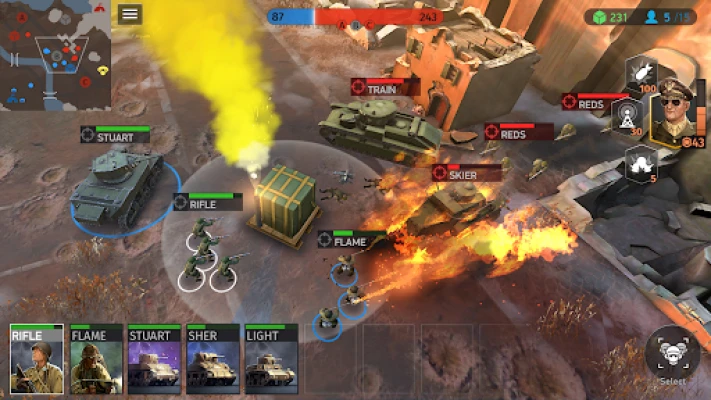 87
243
231
5 /15
A
C
TRAIN
100
REDS
STUART
REDS
30
43
SKIER
5
RIFLE
FLAME
RIFLE
FLAME
STUART
SHER
LIGHT
Select